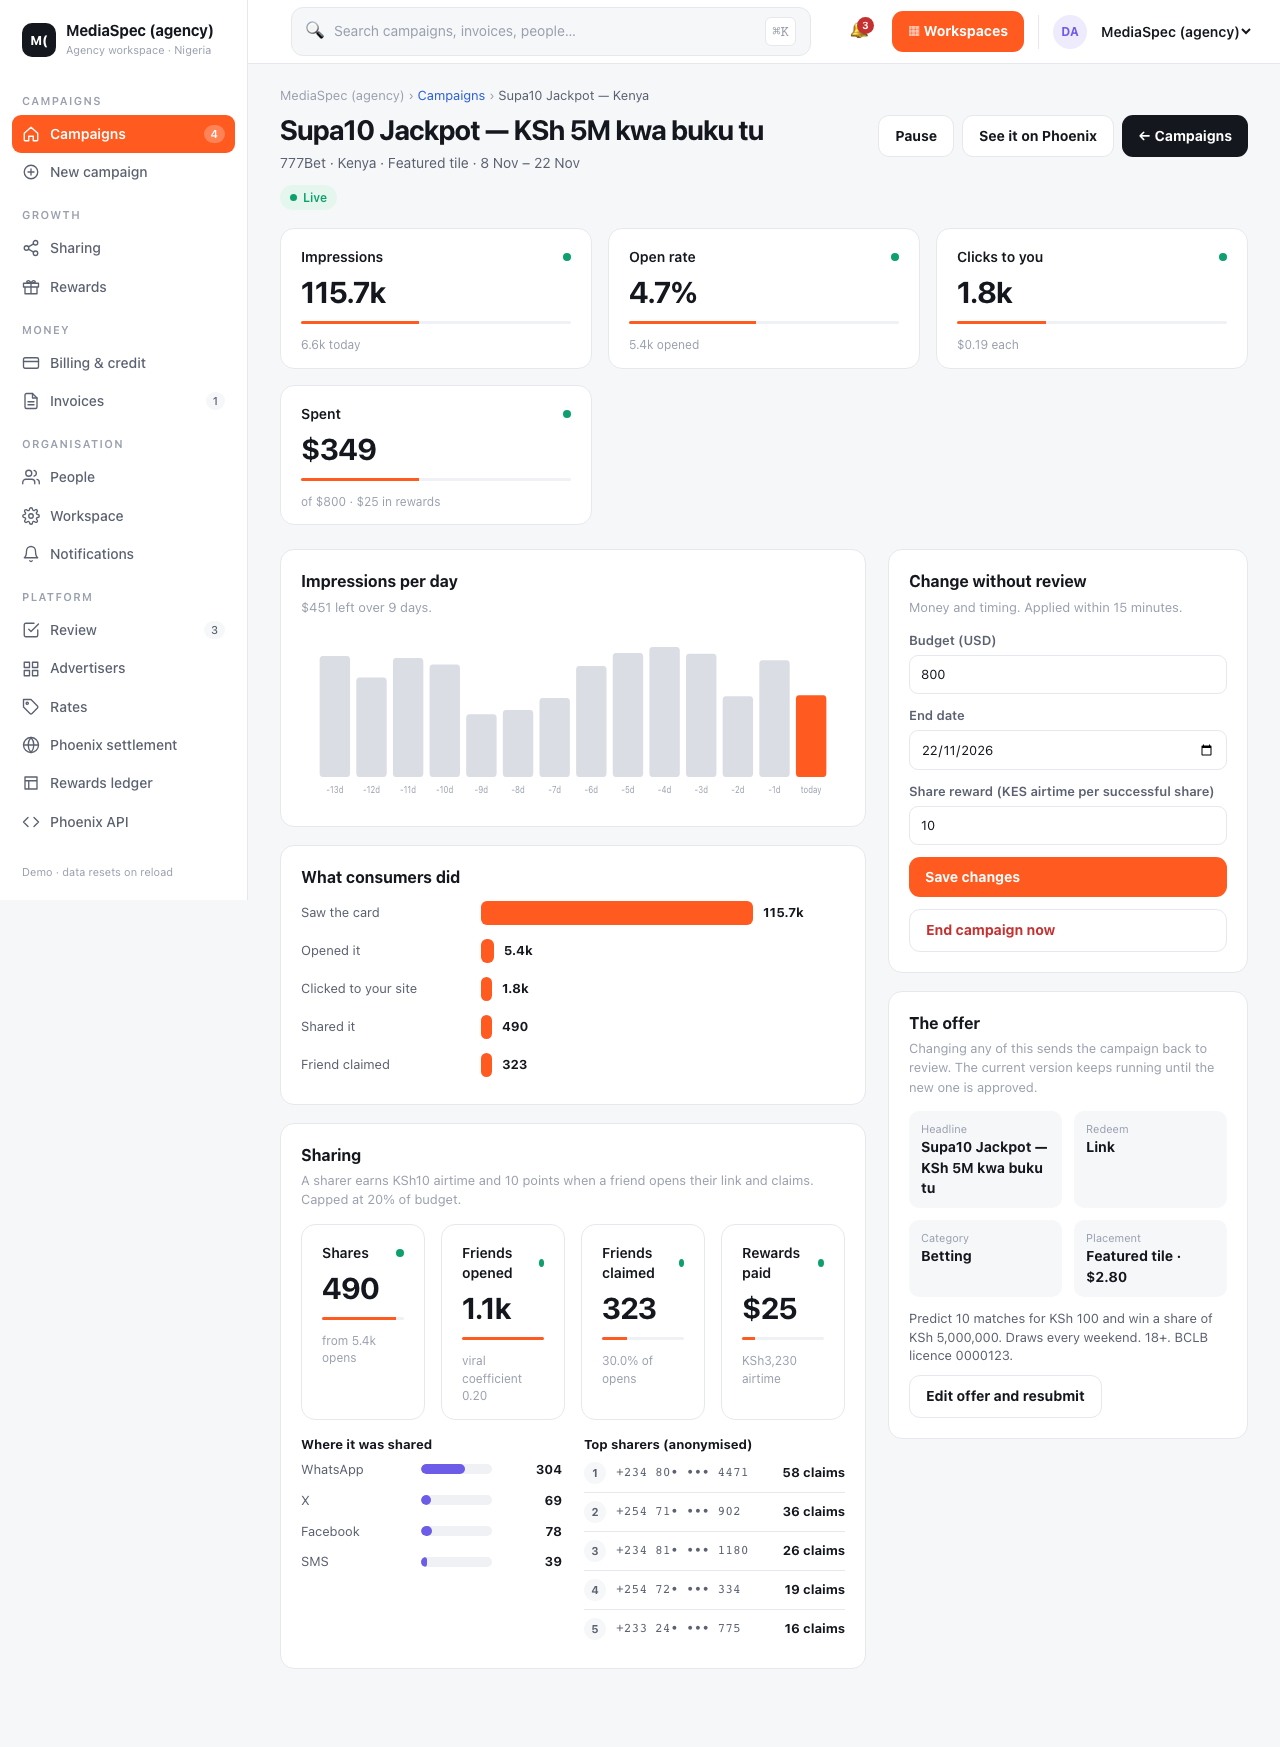 M(
MediaSpec (agency)
Agency workspace · Nigeria
CAMPAIGNS
Campaigns
4
New campaign
GROWTH
Sharing
Rewards
MONEY
Billing & credit
Invoices
1
ORGANISATION
People
Workspace
Notifications
PLATFORM
Review
3
Advertisers
Rates
Phoenix settlement
Rewards ledger
Phoenix API
Demo · data resets on reload
Search campaigns, invoices, people...
⌘K
3
Workspaces
DA
MediaSpec (agency)
MediaSpec (agency) › Campaigns › Supa10 Jackpot — Kenya
Supa10 Jackpot — KSh 5M kwa buku tu
777Bet · Kenya · Featured tile · 8 Nov – 22 Nov
Live
Pause
See it on Phoenix
← Campaigns
Impressions
115.7k
6.6k today
Open rate
4.7%
5.4k opened
Clicks to you
1.8k
$0.19 each
Spent
$349
of $800 · $25 in rewards
Impressions per day
$451 left over 9 days.
-13d -12d -11d -10d -9d -8d -7d -6d -5d -4d -3d -2d -1d today
What consumers did
Saw the card 115.7k
Opened it 5.4k
Clicked to your site 1.8k
Shared it 490
Friend claimed 323
Sharing
A sharer earns KSh10 airtime and 10 points when a friend opens their link and claims.
Capped at 20% of budget.
Shares
490
from 5.4k
opens
Friends
opened
1.1k
viral
coefficient
0.20
Friends
claimed
323
30.0% of
opens
Rewards
paid
$25
KSh3,230
airtime
Where it was shared
WhatsApp 304
X 69
Facebook 78
SMS 39
Top sharers (anonymised)
1 +234 80• ••• 4471 58 claims
2 +254 71• ••• 902 36 claims
3 +234 81• ••• 1180 26 claims
4 +254 72• ••• 334 19 claims
5 +233 24• ••• 775 16 claims
Change without review
Money and timing. Applied within 15 minutes.
Budget (USD)
800
End date
22/11/2026
Share reward (KES airtime per successful share)
10
Save changes
End campaign now
The offer
Changing any of this sends the campaign back to
review. The current version keeps running until the
new one is approved.
Headline
Supa10 Jackpot —
KSh 5M kwa buku
tu
Redeem
Link
Category
Betting
Placement
Featured tile ·
$2.80
Predict 10 matches for KSh 100 and win a share of
KSh 5,000,000. Draws every weekend. 18+. BCLB
licence 0000123.
Edit offer and resubmit